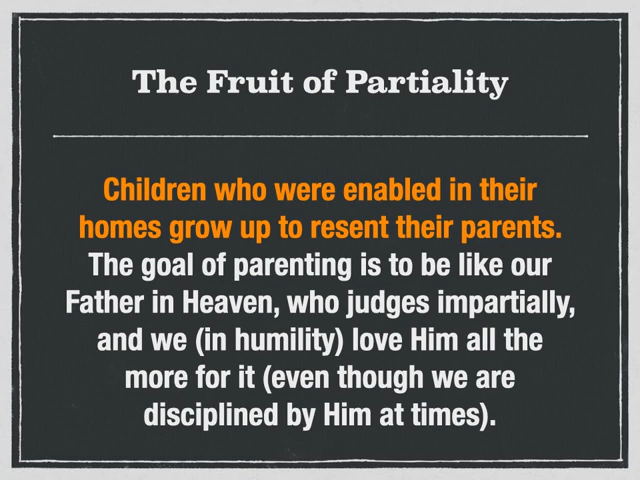 The Fruit of Partiality
Children who were enabled in their
homes grow up to resent their parents.
The goal of parenting is to be like our
Father in Heaven, who judges impartially,
and we (in humility) love Him all the
more for it (even though we are
disciplined by Him at times).